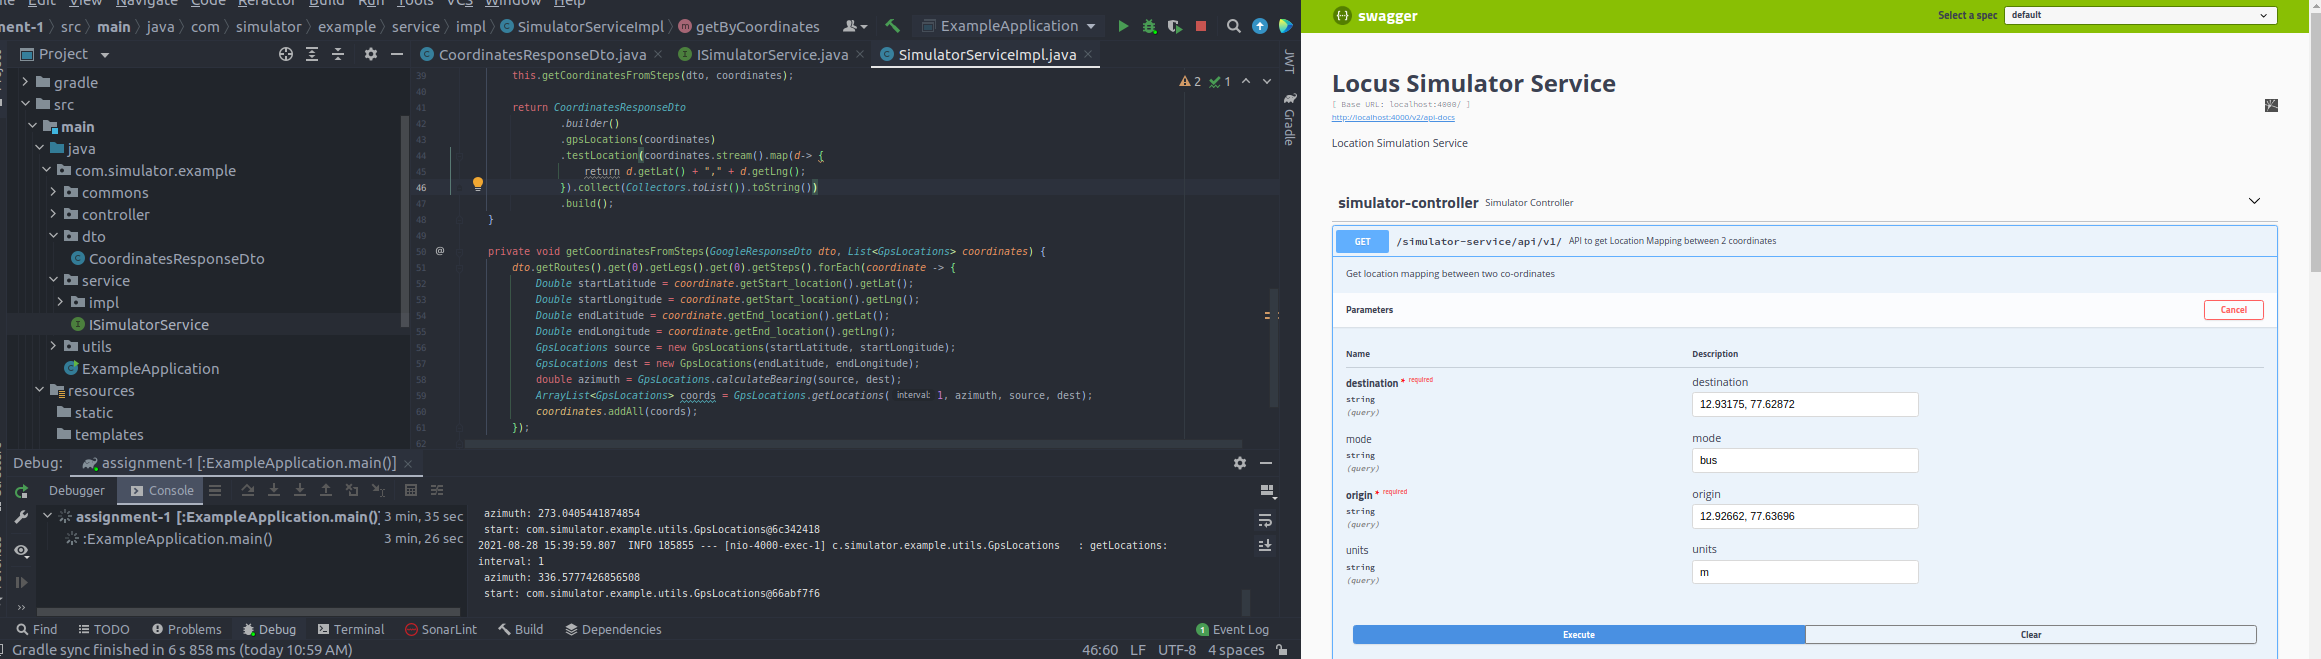 File Edit View Navigate Code Refactor Build Run Tools VCS Window Help
ment-1 src main java com simulator example service impl SimulatorServiceImpl getByCoordinates
ExampleApplication
Project
CoordinatesResponseDto.java
ISimulatorService.java
SimulatorServiceImpl.java
gradle
src
main
java
com.simulator.example
commons
controller
dto
CoordinatesResponseDto
service
impl
ISimulatorService
utils
ExampleApplication
resources
static
templates
39 this.getCoordinatesFromSteps(dto, coordinates);
40
41 return CoordinatesResponseDto
42 .builder()
43 .gpsLocations(coordinates)
44 .testLocation(coordinates.stream().map(d-> {
45 return d.getLat() + "," + d.getLng();
46 }).collect(Collectors.toList()).toString())
47 .build();
48 }
49
50 @ private void getCoordinatesFromSteps(GoogleResponseDto dto, List<GpsLocations> coordinates) {
51 dto.getRoutes().get(0).getLegs().get(0).getSteps().forEach(coordinate -> {
52 Double startLatitude = coordinate.getStart_location().getLat();
53 Double startLongitude = coordinate.getStart_location().getLng();
54 Double endLatitude = coordinate.getEnd_location().getLat();
55 Double endLongitude = coordinate.getEnd_location().getLng();
56 GpsLocations source = new GpsLocations(startLatitude, startLongitude);
57 GpsLocations dest = new GpsLocations(endLatitude, endLongitude);
58 double azimuth = GpsLocations.calculateBearing(source, dest);
59 ArrayList<GpsLocations> coords = GpsLocations.getLocations( interval: 1, azimuth, source, dest);
60 coordinates.addAll(coords);
61 });
62
2 1
JWT
Gradle
Debug: assignment-1 [:ExampleApplication.main()]
Debugger Console
assignment-1 [:ExampleApplication.main()] 3 min, 35 sec
:ExampleApplication.main() 3 min, 26 sec
azimuth: 273.0405441874854
start: com.simulator.example.utils.GpsLocations@6c342418
2021-08-28 15:39:59.807 INFO 185855 --- [nio-4000-exec-1] c.simulator.example.utils.GpsLocations : getLocations:
interval: 1
azimuth: 336.5777426856508
start: com.simulator.example.utils.GpsLocations@66abf7f6
Find TODO Problems Debug Terminal SonarLint Build Dependencies
1 Event Log
Gradle sync finished in 6 s 858 ms (today 10:59 AM)
46:60 LF UTF-8 4 spaces
swagger
Select a spec default
Locus Simulator Service
[ Base URL: localhost:4000/ ]
http://localhost:4000/v2/api-docs
Location Simulation Service
simulator-controller Simulator Controller
GET /simulator-service/api/v1/ API to get Location Mapping between 2 coordinates
Get location mapping between two co-ordinates
Parameters
Cancel
Name Description
destination * required
string
(query)
destination
12.93175, 77.62872
mode
string
(query)
mode
bus
origin * required
string
(query)
origin
12.92662, 77.63696
units
string
(query)
units
m
Execute Clear